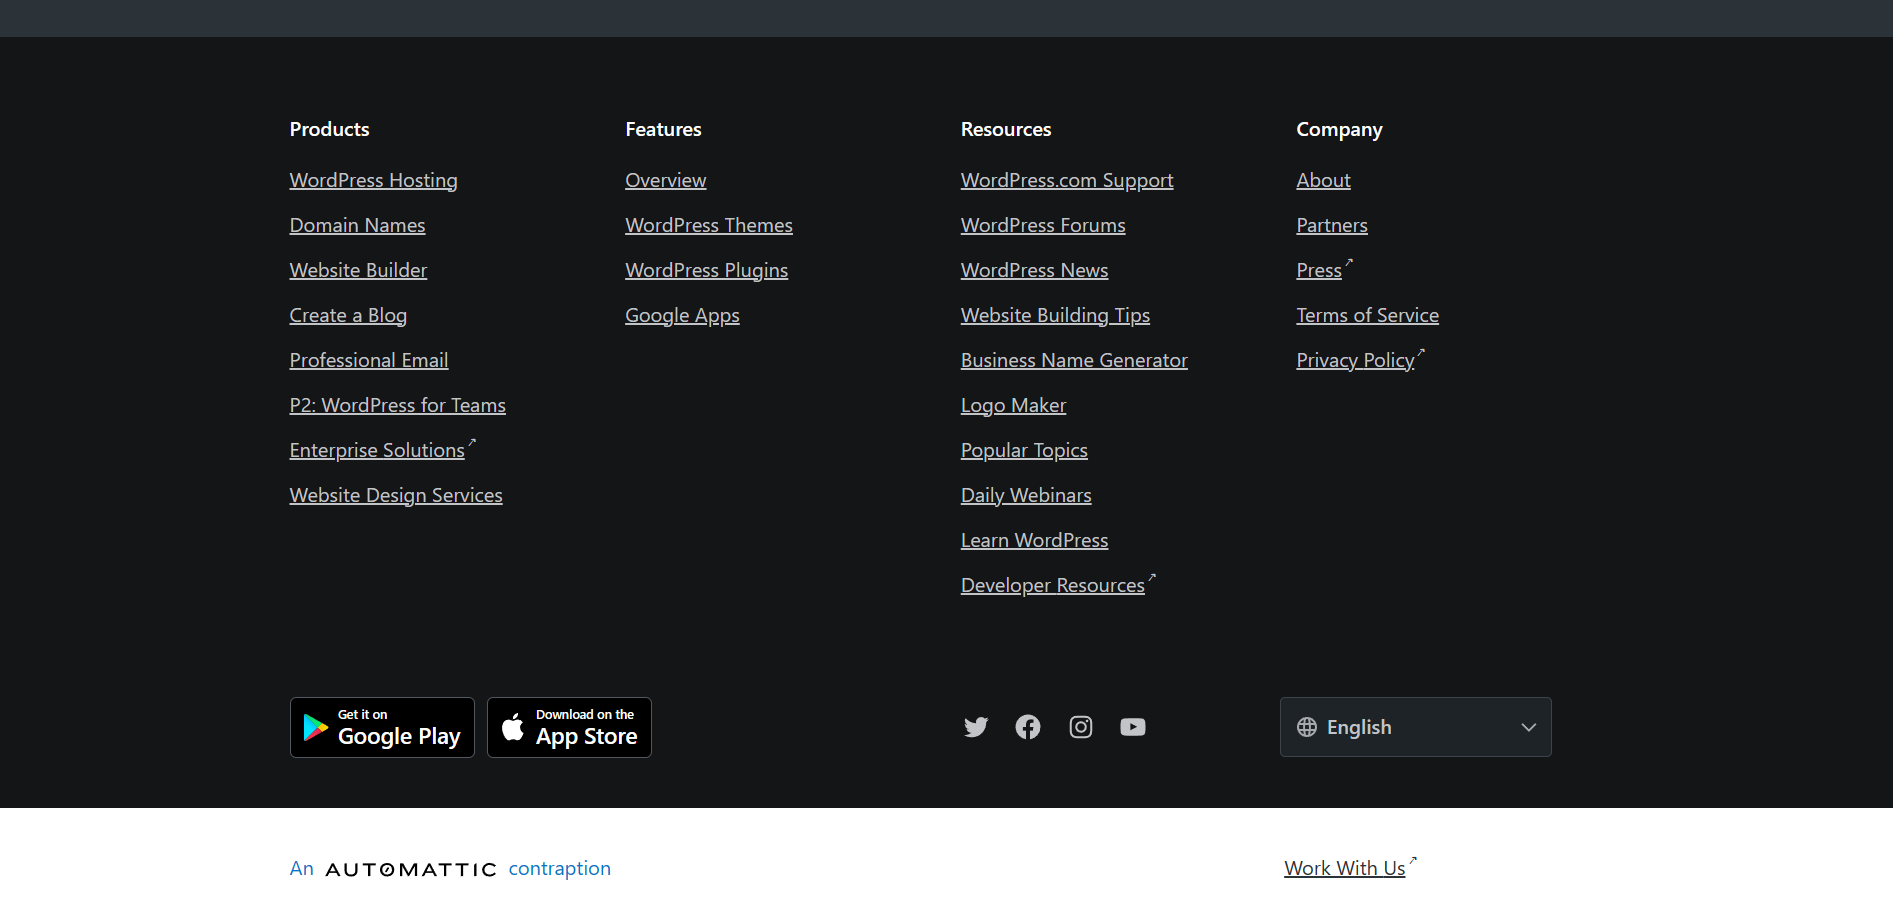 Products
WordPress Hosting
Domain Names
Website Builder
Create a Blog
Professional Email
P2: WordPress for Teams
Enterprise Solutions↗
Website Design Services
Features
Overview
WordPress Themes
WordPress Plugins
Google Apps
Resources
WordPress.com Support
WordPress Forums
WordPress News
Website Building Tips
Business Name Generator
Logo Maker
Popular Topics
Daily Webinars
Learn WordPress
Developer Resources↗
Company
About
Partners
Press↗
Terms of Service
Privacy Policy↗
Get it on
Google Play
Download on the
App Store
English
An AUTOMATTIC contraption
Work With Us↗